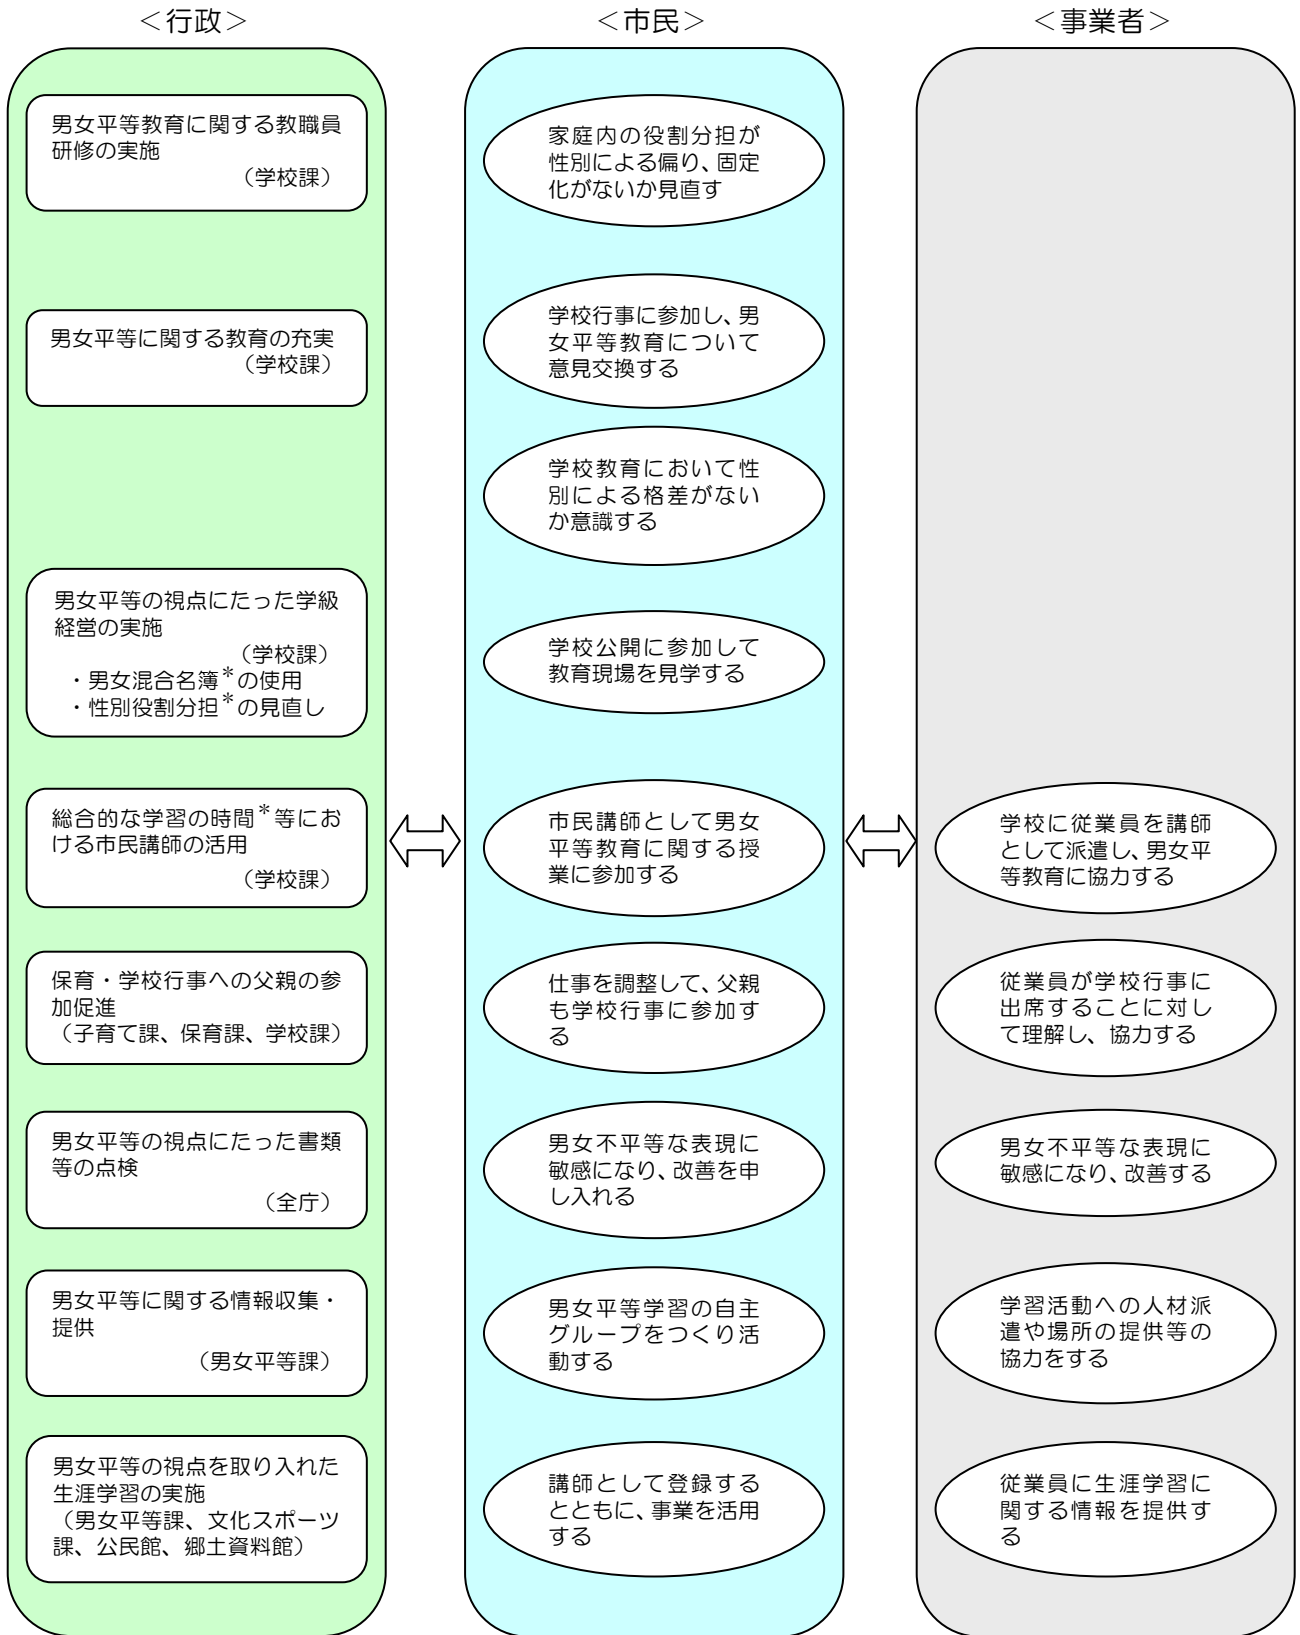 ＜行政＞
男女平等教育に関する教職員
研修の実施
（学校課）
男女平等に関する教育の充実
（学校課）
男女平等の視点にたった学級
経営の実施
（学校課）
・男女混合名簿＊の使用
・性別役割分担＊の見直し
総合的な学習の時間＊等にお
ける市民講師の活用
（学校課）
保育・学校行事への父親の参
加促進
（子育て課、保育課、学校課）
男女平等の視点にたった書類
等の点検
（全庁）
男女平等に関する情報収集・
提供
（男女平等課）
男女平等の視点を取り入れた
生涯学習の実施
（男女平等課、文化スポーツ
課、公民館、郷土資料館）
＜市民＞
家庭内の役割分担が
性別による偏り、固定
化がないか見直す
学校行事に参加し、男
女平等教育について
意見交換する
学校教育において性
別による格差がない
か意識する
学校公開に参加して
教育現場を見学する
市民講師として男女
平等教育に関する授
業に参加する
仕事を調整して、父親
も学校行事に参加す
る
男女不平等な表現に
敏感になり、改善を申
し入れる
男女平等学習の自主
グループをつくり活
動する
講師として登録する
とともに、事業を活用
する
＜事業者＞
学校に従業員を講師
として派遣し、男女平
等教育に協力する
従業員が学校行事に
出席することに対し
て理解し、協力する
男女不平等な表現に
敏感になり、改善する
学習活動への人材派
遣や場所の提供等の
協力をする
従業員に生涯学習に
関する情報を提供す
る